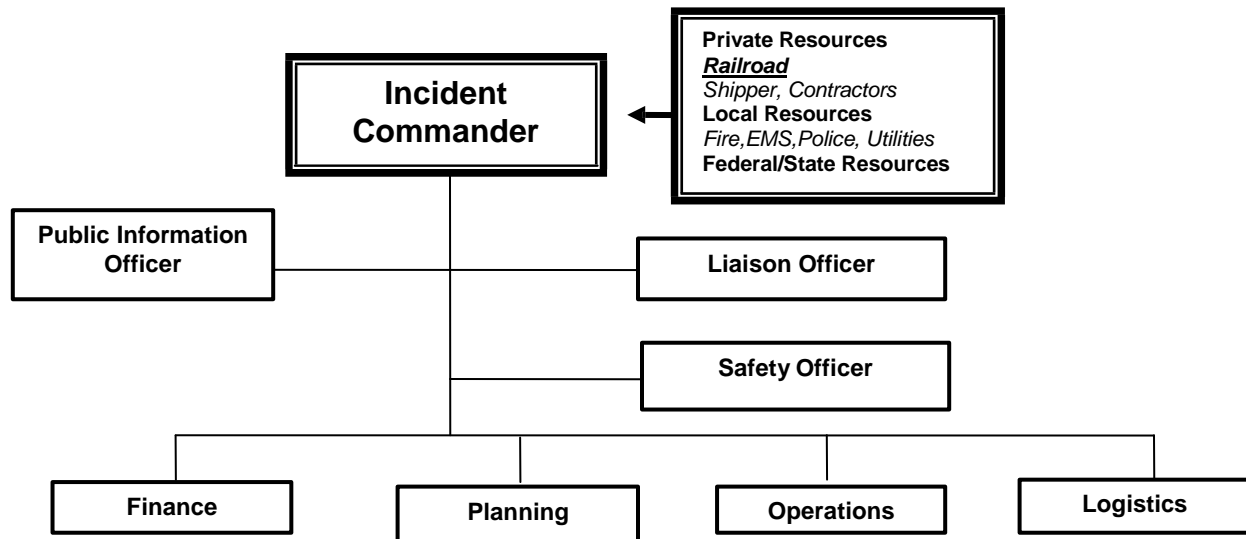 Incident
Commander
Private Resources
Railroad
Shipper, Contractors
Local Resources
Fire,EMS,Police, Utilities
Federal/State Resources
Public Information
Officer
Liaison Officer
Safety Officer
Finance
Planning
Operations
Logistics